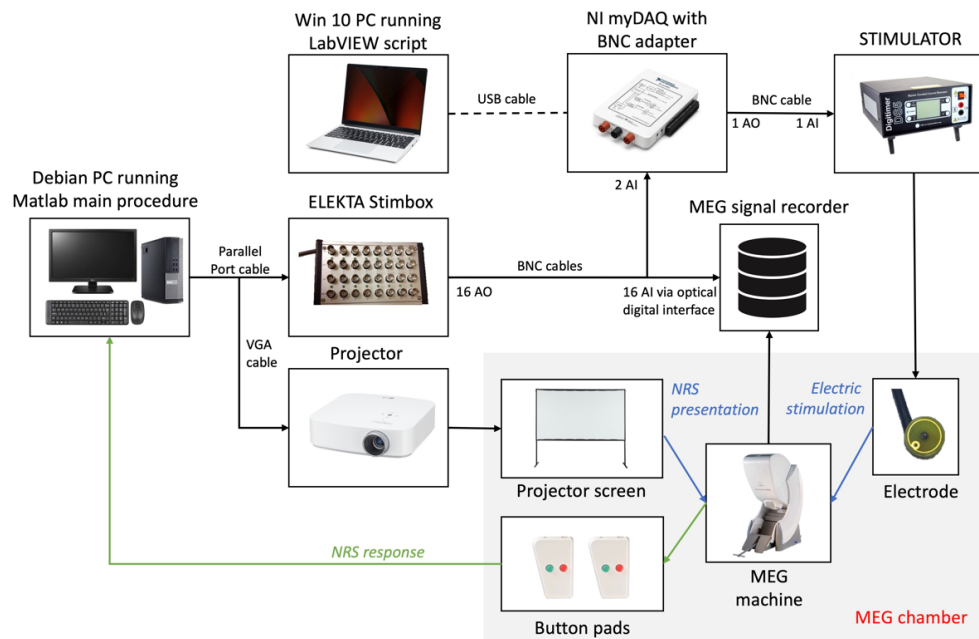 Win 10 PC running
LabVIEW script
NI myDAQ with
BNC adapter
STIMULATOR
USB cable
BNC cable
1 AO
1 AI
Digitimer
DS5
Debian PC running
Matlab main procedure
ELEKTA Stimbox
2 AI
MEG signal recorder
Parallel
Port cable
BNC cables
16 AO
16 AI via optical
digital interface
VGA
cable
Projector
NRS
presentation
Electric
stimulation
Projector screen
Electrode
NRS response
MEG
machine
Button pads
MEG chamber